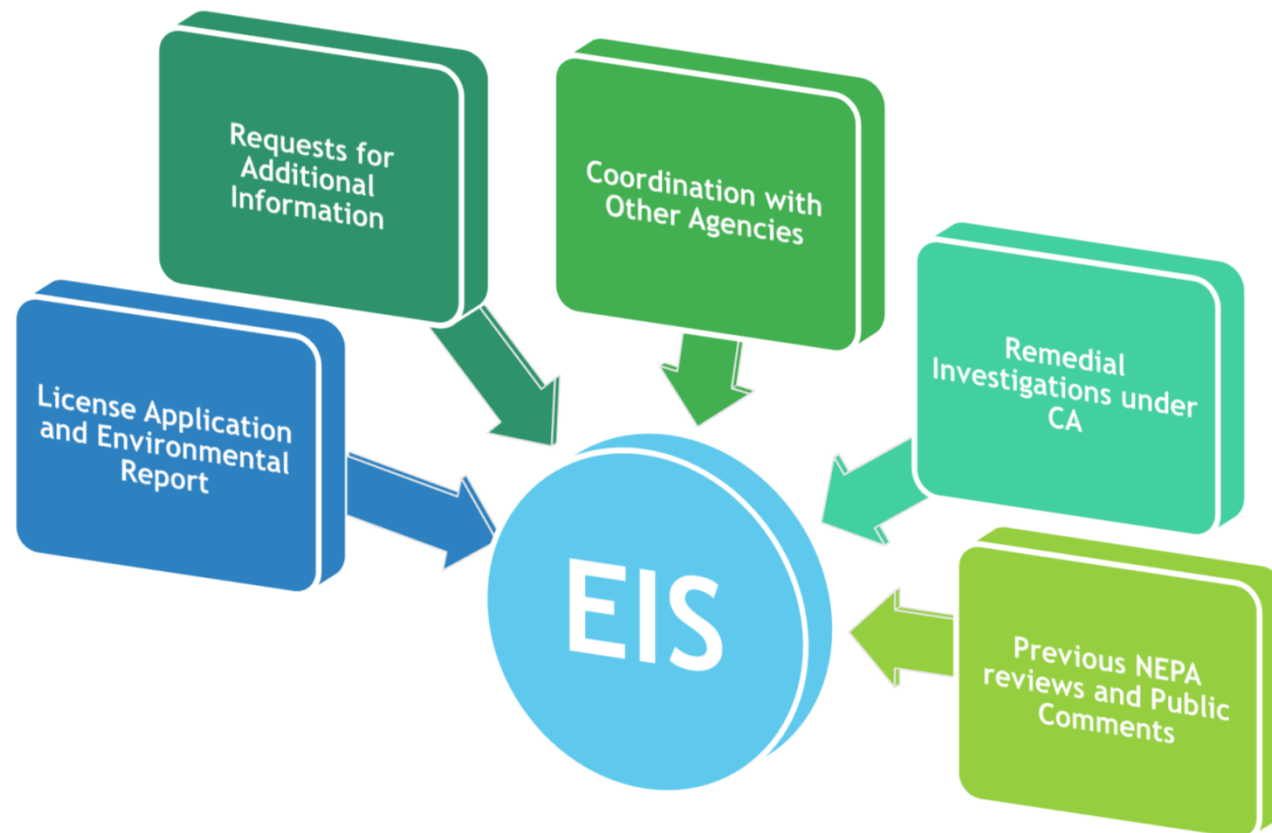 Requests for
Additional
Information
Coordination with
Other Agencies
License Application
and Environmental
Report
Remedial
Investigations under
CA
EIS
Previous NEPA
reviews and Public
Comments